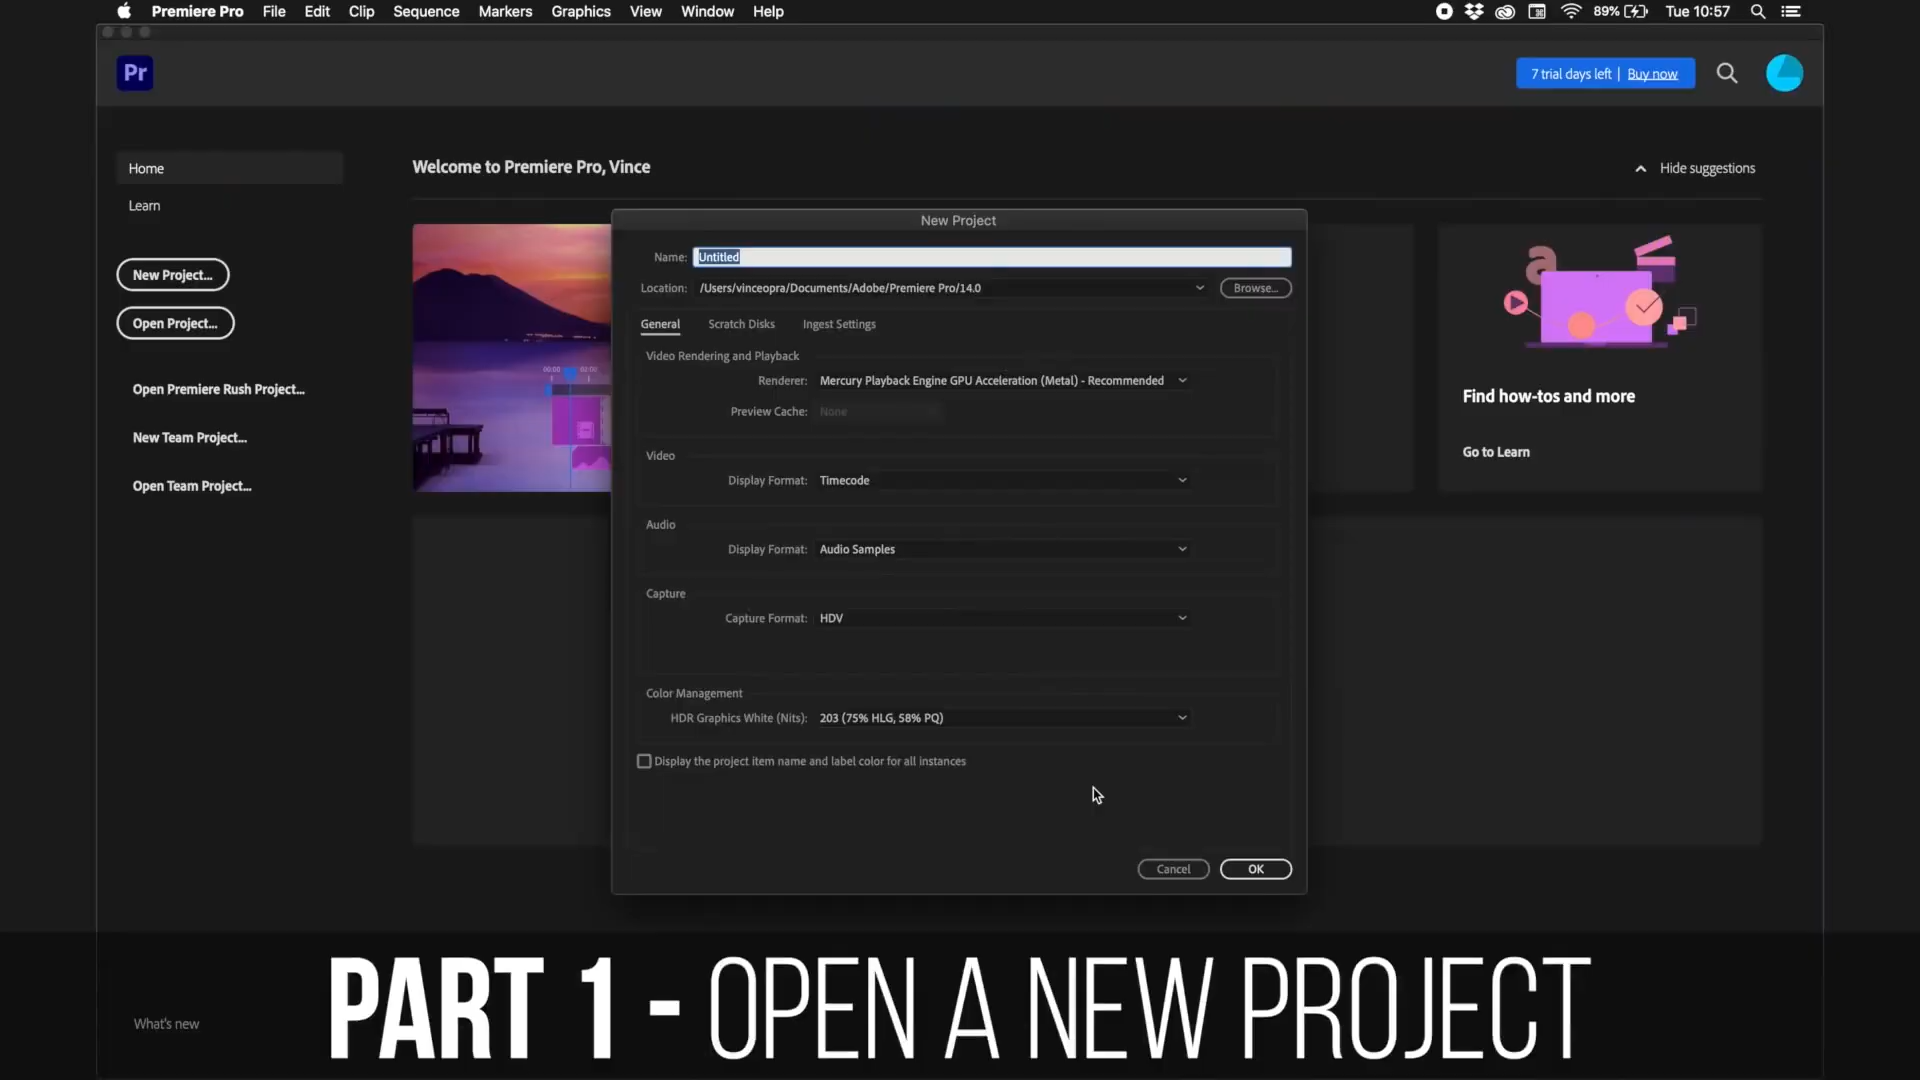 Premiere Pro File Edit Clip Sequence Markers Graphics View Window Help 89% Tue 10:57
Pr
7 trial days left | Buy now
Home
Learn
New Project...
Open Project...
Open Premiere Rush Project...
New Team Project...
Open Team Project...
What's new
Welcome to Premiere Pro, Vince
Hide suggestions
00:00 02:00
a
Find how-tos and more
Go to Learn
New Project
Name: Untitled
Location: /Users/vinceopra/Documents/Adobe/Premiere Pro/14.0 Browse...
General Scratch Disks Ingest Settings
Video Rendering and Playback
Renderer: Mercury Playback Engine GPU Acceleration (Metal) - Recommended
Preview Cache: None
Video
Display Format: Timecode
Audio
Display Format: Audio Samples
Capture
Capture Format: HDV
Color Management
HDR Graphics White (Nits): 203 (75% HLG, 58% PQ)
Display the project item name and label color for all instances
Cancel OK
PART 1 - OPEN A NEW PROJECT